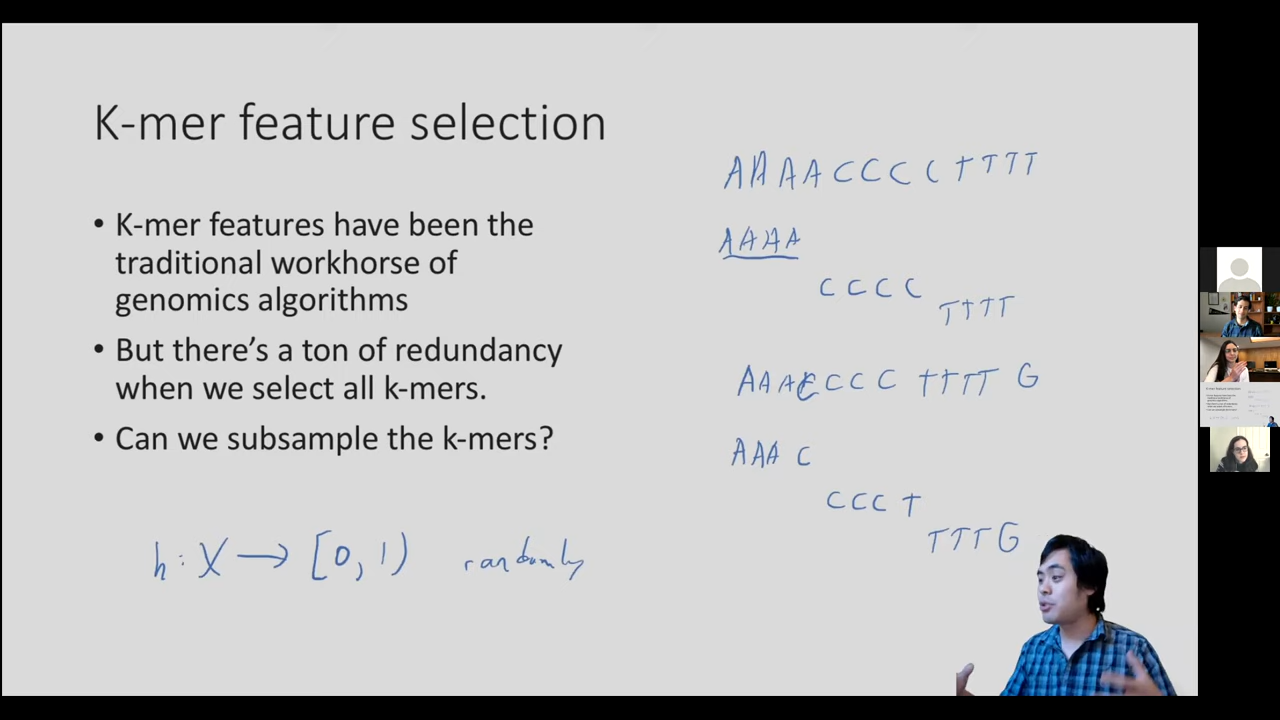 K-mer feature selection
• K-mer features have been the
traditional workhorse of
genomics algorithms
• But there's a ton of redundancy
when we select all k-mers.
• Can we subsample the k-mers?
h: X → [0, 1) randomly
AAAACCCCTTTT
AAAA
CCCC
TTTT
AAACCCCTTTTG
AAAC
CCCT
TTTG